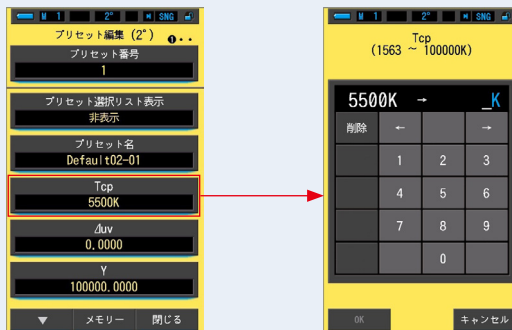 M 1 2° M SNG
プリセット編集 (2°) ❶••
プリセット番号
1
プリセット選択リスト表示
非表示
プリセット名
Default02-01
Tcp
5500K
⊿uv
0.0000
Y
100000.0000
▼ メモリー 閉じる
M 1 2° M SNG
Tcp
(1563 ~ 100000K)
5500K → _K
削除 ← →
1 2 3
4 5 6
7 8 9
0
OK キャンセル